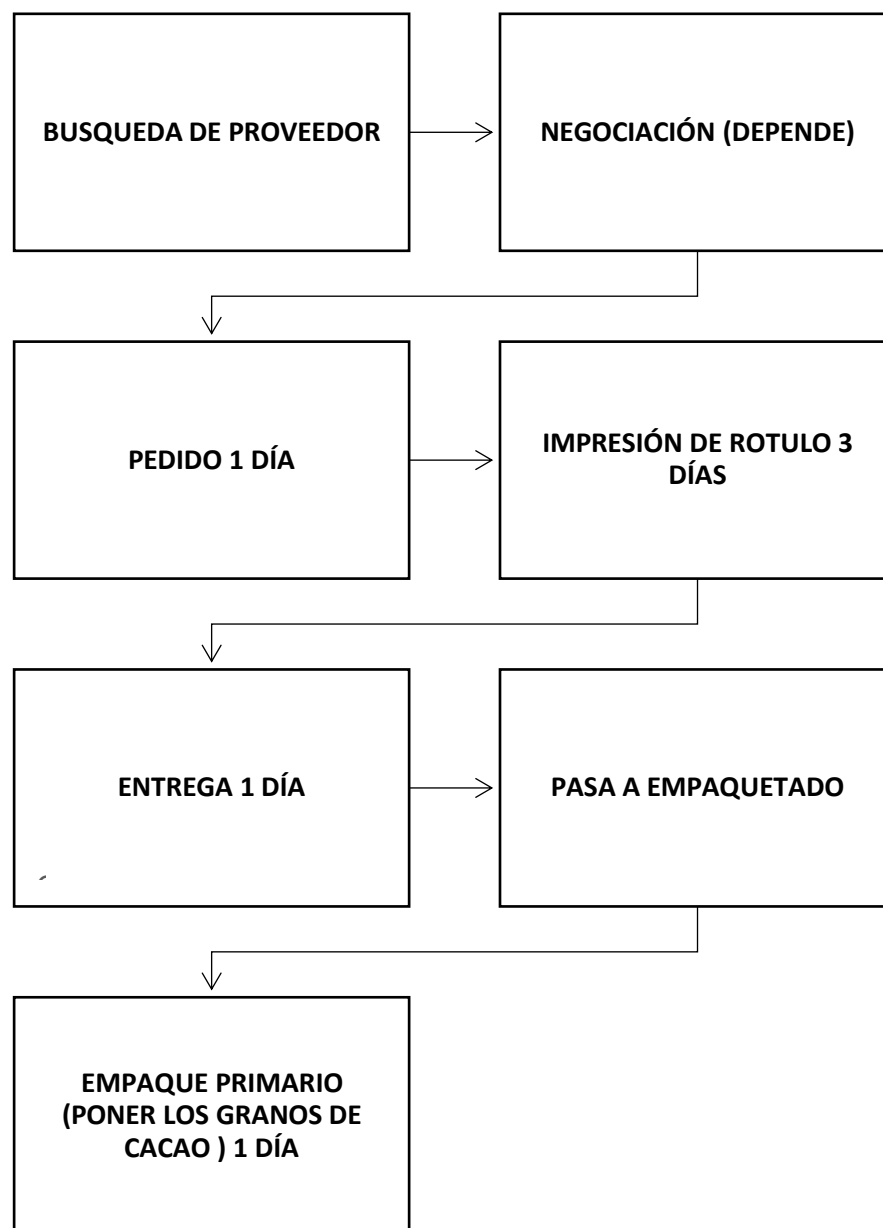 BUSQUEDA DE PROVEEDOR
NEGOCIACIÓN (DEPENDE)
PEDIDO 1 DÍA
IMPRESIÓN DE ROTULO 3
DÍAS
ENTREGA 1 DÍA
PASA A EMPAQUETADO
EMPAQUE PRIMARIO
(PONER LOS GRANOS DE
CACAO ) 1 DÍA